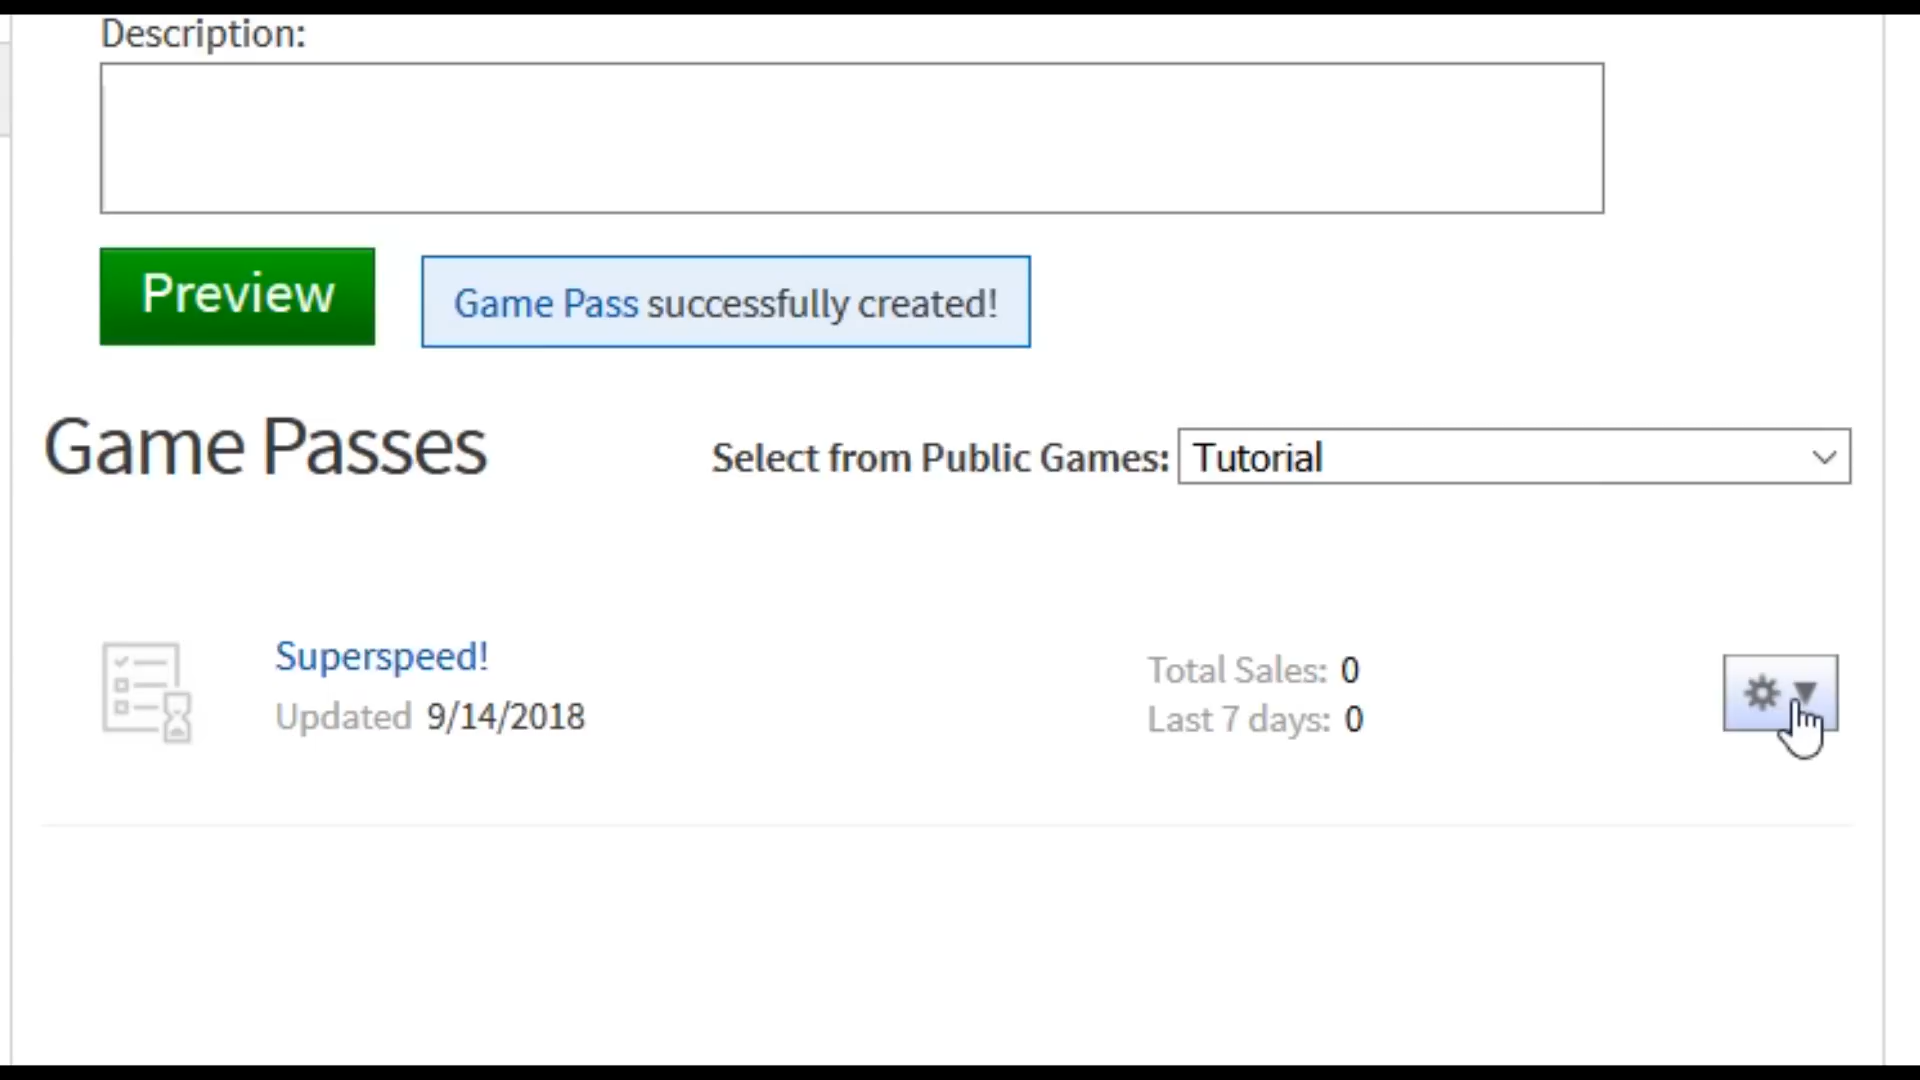 Description:
Preview
Game Pass successfully created!
Game Passes
Select from Public Games: Tutorial
Superspeed!
Updated 9/14/2018
Total Sales: 0
Last 7 days: 0